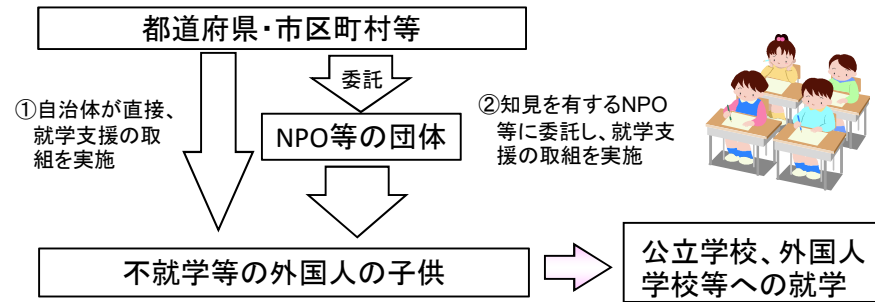 都道府県・市区町村等
委託
①自治体が直接、
就学支援の取
組を実施
NPO等の団体
②知見を有するNPO
等に委託し、就学支
援の取組を実施
不就学等の外国人の子供
公立学校、外国人
学校等への就学